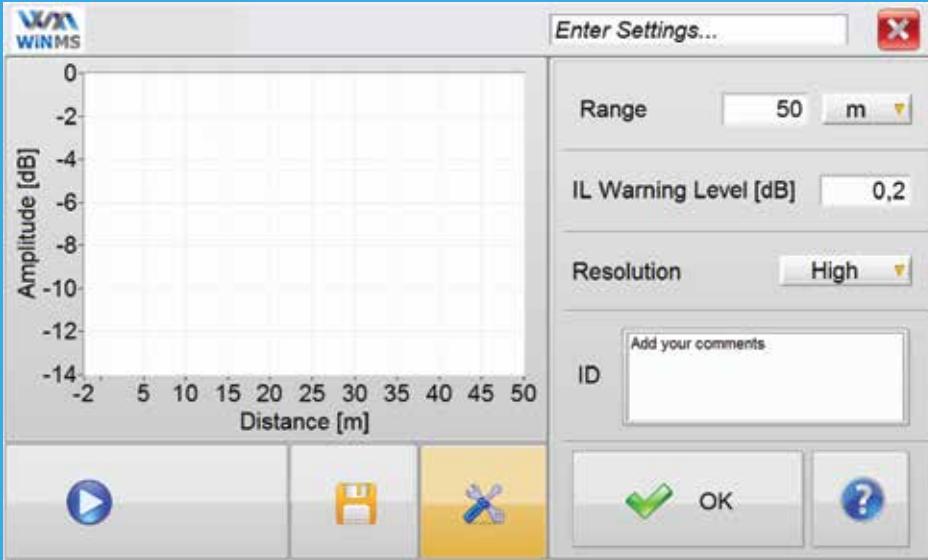 WiNMS
Enter Settings...
0
-2
-4
-6
-8
-10
-12
-14
Amplitude [dB]
-2 5 10 15 20 25 30 35 40 45 50
Distance [m]
Range 50 m
IL Warning Level [dB] 0,2
Resolution High
ID
Add your comments
OK
?